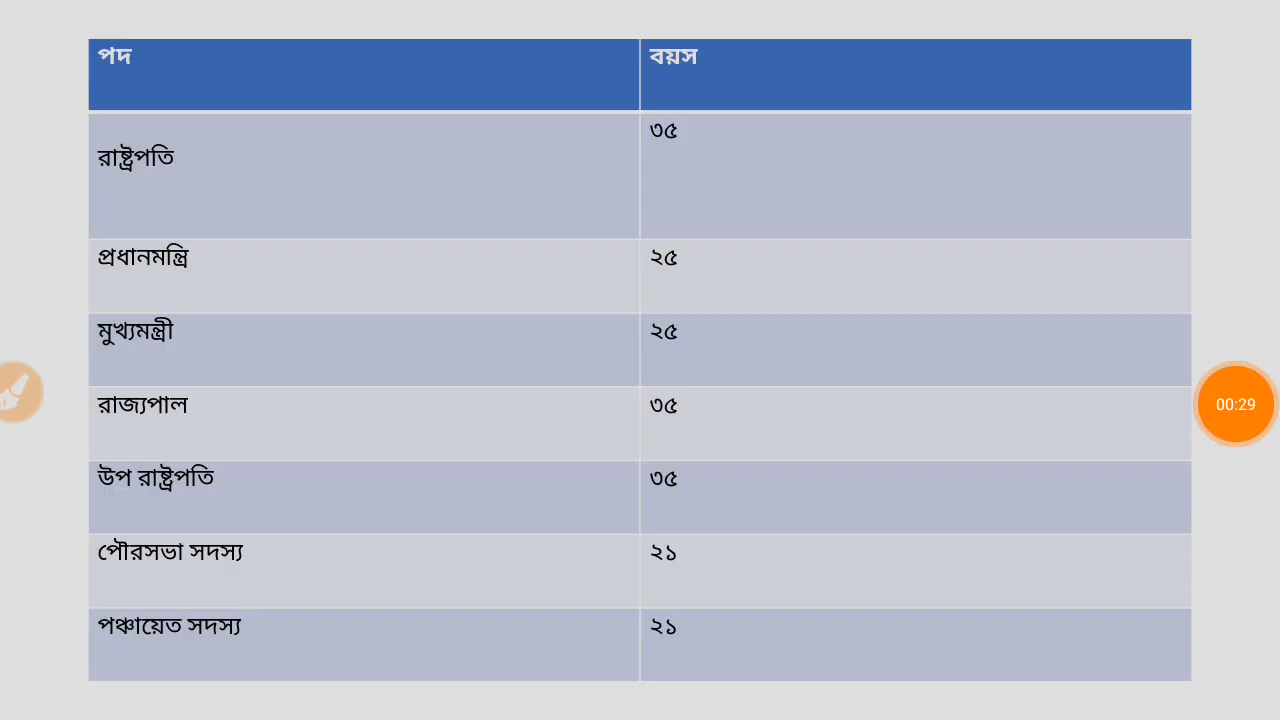 পদ বয়স
রাষ্ট্রপতি ৩৫
প্রধানমন্ত্রি ২৫
মুখ্যমন্ত্রী ২৫
রাজ্যপাল ৩৫
উপ রাষ্ট্রপতি ৩৫
পৌরসভা সদস্য ২১
পঞ্চায়েত সদস্য ২১
00:29